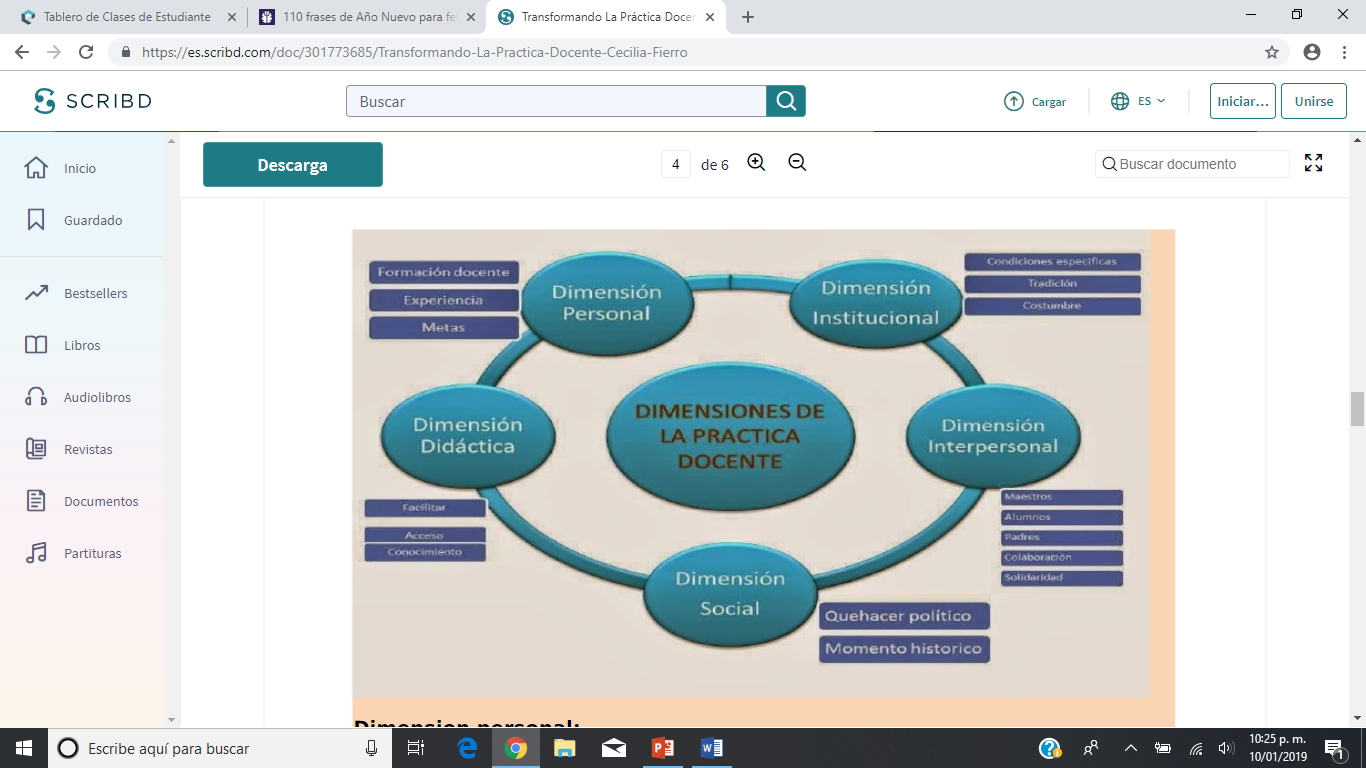 Tablero de Clases de Estudiante
110 frases de Año Nuevo para fe
Transformando La Práctica Docen
https://es.scribd.com/doc/301773685/Transformando-La-Practica-Docente-Cecilia-Fierro
SCRIBD
Buscar
Cargar
ES
Iniciar...
Unirse
Inicio
Guardado
Bestsellers
Libros
Audiolibros
Revistas
Documentos
Partituras
Descarga
4 de 6
Buscar documento
Formación docente
Experiencia
Metas
Dimensión
Personal
Dimensión
Institucional
Condiciones especificas
Tradición
Costumbre
Dimensión
Didáctica
DIMENSIONES DE
LA PRACTICA
DOCENTE
Dimensión
Interpersonal
Facilitar
Acceso
Conocimiento
Maestros
Alumnos
Padres
Colaboración
Solidaridad
Dimensión
Social
Quehacer político
Momento historico
Dimension personal:
Escribe aquí para buscar
10:25 p. m.
10/01/2019
1